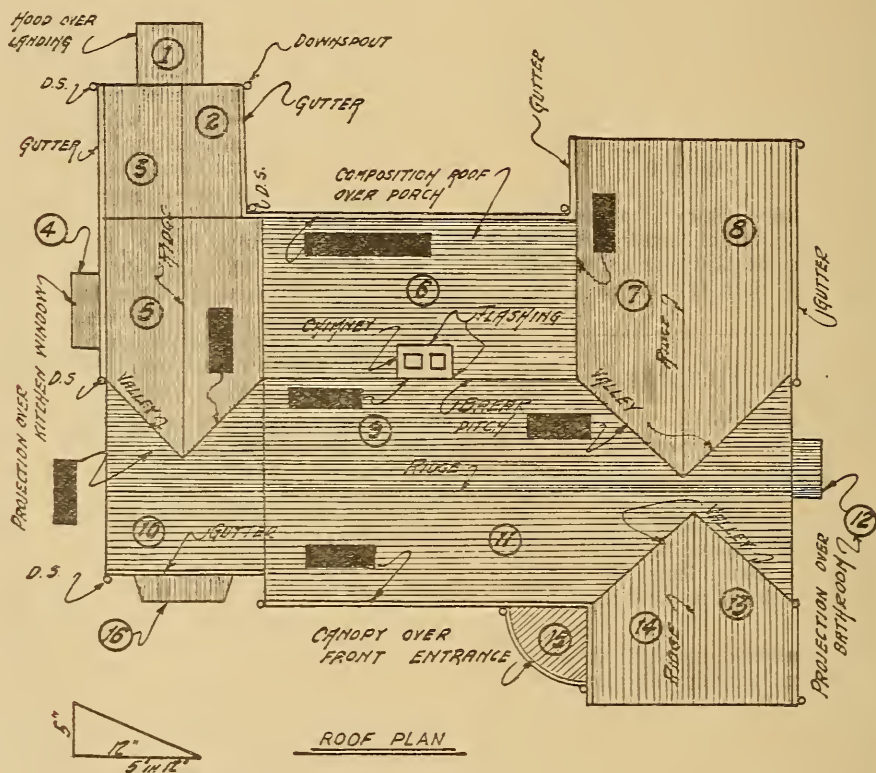 HOOD OVER
LANDING
1
DOWNSPOUT
D.S.
2
GUTTER
GUTTER
GUTTER
3
D.S.
COMPOSITION ROOF
OVER PORCH
4
RIDGE
8
5
6
7
GUTTER
CHIMNEY
FLASHING
RIDGE
PROJECTION OVER
KITCHEN WINDOW
D.S.
VALLEY
BREAK
PITCH
VALLEY
9
RIDGE
10
GUTTER
11
VALLEY
12
D.S.
13
14
RIDGE
PROJECTION OVER
BATHROOM
16
CANOPY OVER
FRONT ENTRANCE
15
5"
12"
5" IN 12"
ROOF PLAN